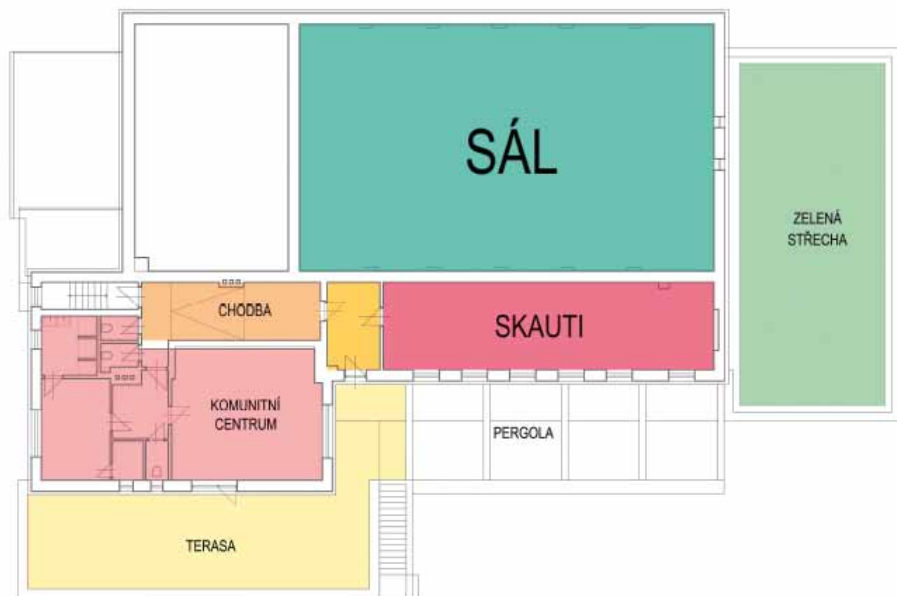 SÁL
ZELENÁ
STŘECHA
CHODBA
SKAUTI
KOMUNITNÍ
CENTRUM
PERGOLA
TERASA